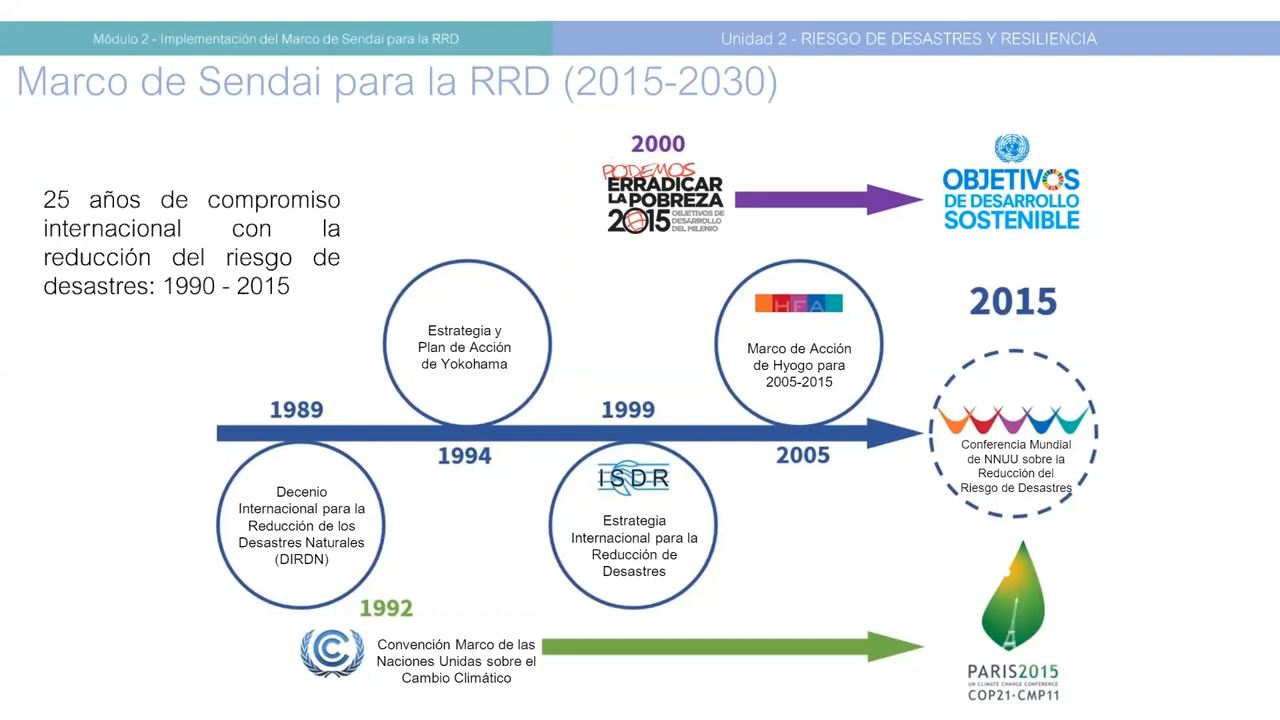 Módulo 2 - Implementación del Marco de Sendai para la RRD
Unidad 2 - RIESGO DE DESASTRES Y RESILIENCIA
Marco de Sendai para la RRD (2015-2030)
25 años de compromiso
internacional con la
reducción del riesgo de
desastres: 1990 - 2015
2000
PODEMOS
ERRADICAR
LA POBREZA
2015
OBJETIVOS DE
DESARROLLO
DEL MILENIO
OBJETIVOS
DE DESARROLLO
SOSTENIBLE
Estrategia y
Plan de Acción
de Yokohama
HFA
Marco de Acción
de Hyogo para
2005-2015
2015
1989
1999
1994
2005
Conferencia Mundial
de NNUU sobre la
Reducción del
Riesgo de Desastres
Decenio
Internacional para la
Reducción de los
Desastres Naturales
(DIRDN)
ISDR
Estrategia
Internacional para la
Reducción de
Desastres
1992
Convención Marco de las
Naciones Unidas sobre el
Cambio Climático
PARIS2015
UN CLIMATE CHANGE CONFERENCE
COP21·CMP11